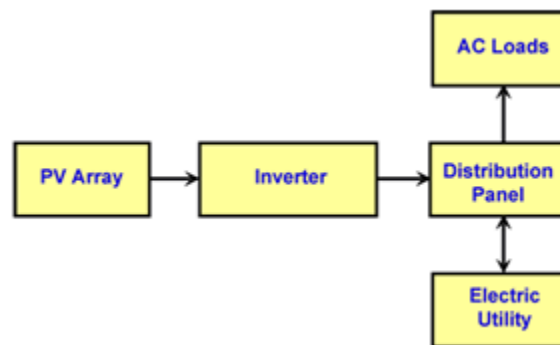 AC Loads
PV Array
Inverter
Distribution
Panel
Electric
Utility